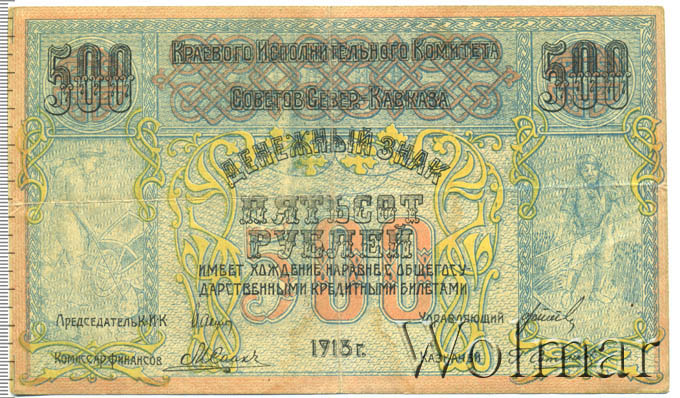 500 Краевого Исполнительного Комитета 500
Советов Север-Кавказа
ДЕНЕЖНЫЙ ЗНАК
ПЯТЬСОТ
РУБЛЕЙ
500
ИМЕЕТ ХОЖДЕНИЕ НАРАВНЕ С ОБЩЕГОСУ-
ДАРСТВЕННЫМИ КРЕДИТНЫМИ БИЛЕТАМИ
Председатель К-И-К
Управляющий
Комиссар финансов
1918 г.
Казначей
Wolmar